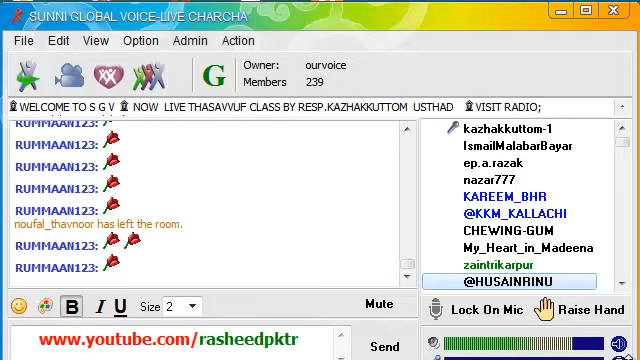 SUNNI GLOBAL VOICE-LIVE CHARCHA
File Edit View Option Admin Action
G Owner: ourvoice
Members 239
WELCOME TO S G V NOW LIVE THASAVVUF CLASS BY RESP.KAZHAKKUTTOM USTHAD VISIT RADIO;
RUMMAAN123:
RUMMAAN123:
RUMMAAN123:
RUMMAAN123:
RUMMAAN123:
noufal_thavnoor has left the room.
RUMMAAN123:
RUMMAAN123:
kazhakkuttom-1
IsmailMalabarBayar
ep.a.razak
nazar777
KAREEM_BHR
@KKM_KALLACHI
CHEWING-GUM
My_Heart_in_Madeena
zaintrikarpur
@HUSAINRINU
B I U Size 2 Mute
Lock On Mic Raise Hand
www.youtube.com/rasheedpktr
Send